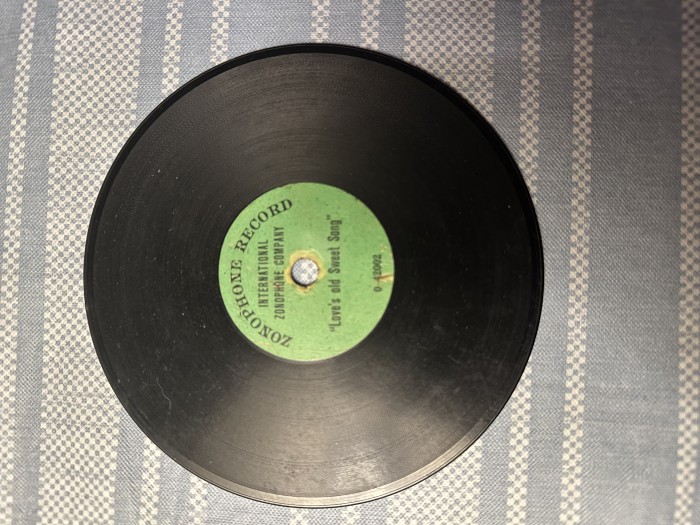 ZONOPHONE RECORD
INTERNATIONAL
ZONOPHONE COMPANY
"Love's old Sweet Song"